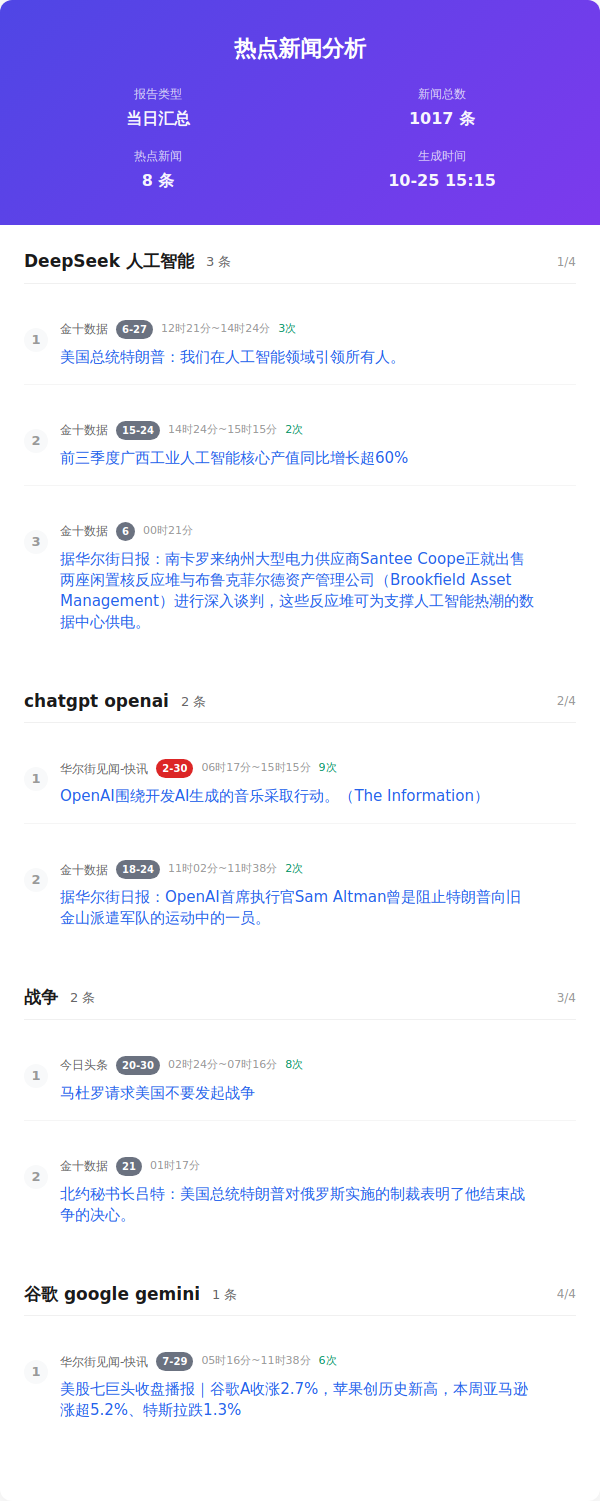 热点新闻分析
报告类型
当日汇总
新闻总数
1017 条
热点新闻
8 条
生成时间
10-25 15:15
DeepSeek 人工智能 3 条 1/4
1
金十数据 6-27 12时21分~14时24分 3次
美国总统特朗普：我们在人工智能领域引领所有人。
2
金十数据 15-24 14时24分~15时15分 2次
前三季度广西工业人工智能核心产值同比增长超60%
3
金十数据 6 00时21分
据华尔街日报：南卡罗来纳州大型电力供应商Santee Coope正就出售
两座闲置核反应堆与布鲁克菲尔德资产管理公司（Brookfield Asset
Management）进行深入谈判，这些反应堆可为支撑人工智能热潮的数
据中心供电。
chatgpt openai 2 条 2/4
1
华尔街见闻-快讯 2-30 06时17分~15时15分 9次
OpenAI围绕开发AI生成的音乐采取行动。（The Information）
2
金十数据 18-24 11时02分~11时38分 2次
据华尔街日报：OpenAI首席执行官Sam Altman曾是阻止特朗普向旧
金山派遣军队的运动中的一员。
战争 2 条 3/4
1
今日头条 20-30 02时24分~07时16分 8次
马杜罗请求美国不要发起战争
2
金十数据 21 01时17分
北约秘书长吕特：美国总统特朗普对俄罗斯实施的制裁表明了他结束战
争的决心。
谷歌 google gemini 1 条 4/4
1
华尔街见闻-快讯 7-29 05时16分~11时38分 6次
美股七巨头收盘播报｜谷歌A收涨2.7%，苹果创历史新高，本周亚马逊
涨超5.2%、特斯拉跌1.3%